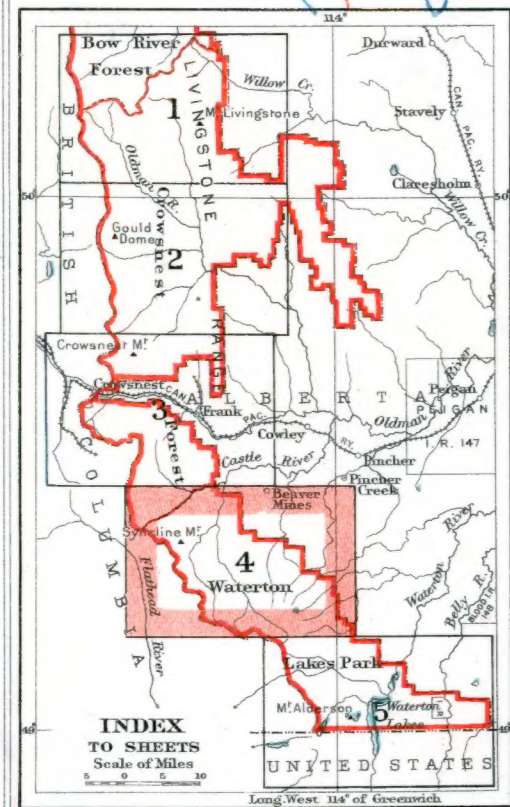 114°
Bow River
Forest
Durward
Willow Cr.
LIVINGSTONE
CAN. PAC. RY.
1
Mt. Livingstone
Stavely
BRITISH
Oldman R.
50°
50°
Claresholm
Willow Cr.
Gould
Dome
Crowsnest
2
RANGE
Crowsnest Mt.
River
Crowsnest
CAN.
ALBERTA
Peigan
Frank
PAC.
Oldman
PEIGAN
3
Forest
Cowley
RY.
I.R. 147
COLUMBIA
Castle River
Pincher
Pincher
Creek
Beaver
Mines
Syncline Mt.
4
Waterton
Flathead
River
Waterton
River
Belly R.
BLOOD I.R.
148
Lakes Park
Mt. Alderson
5
Waterton
Lakes
49°
49°
INDEX
TO SHEETS
Scale of Miles
5 0 10
UNITED STATES
Long. West 114° of Greenwich